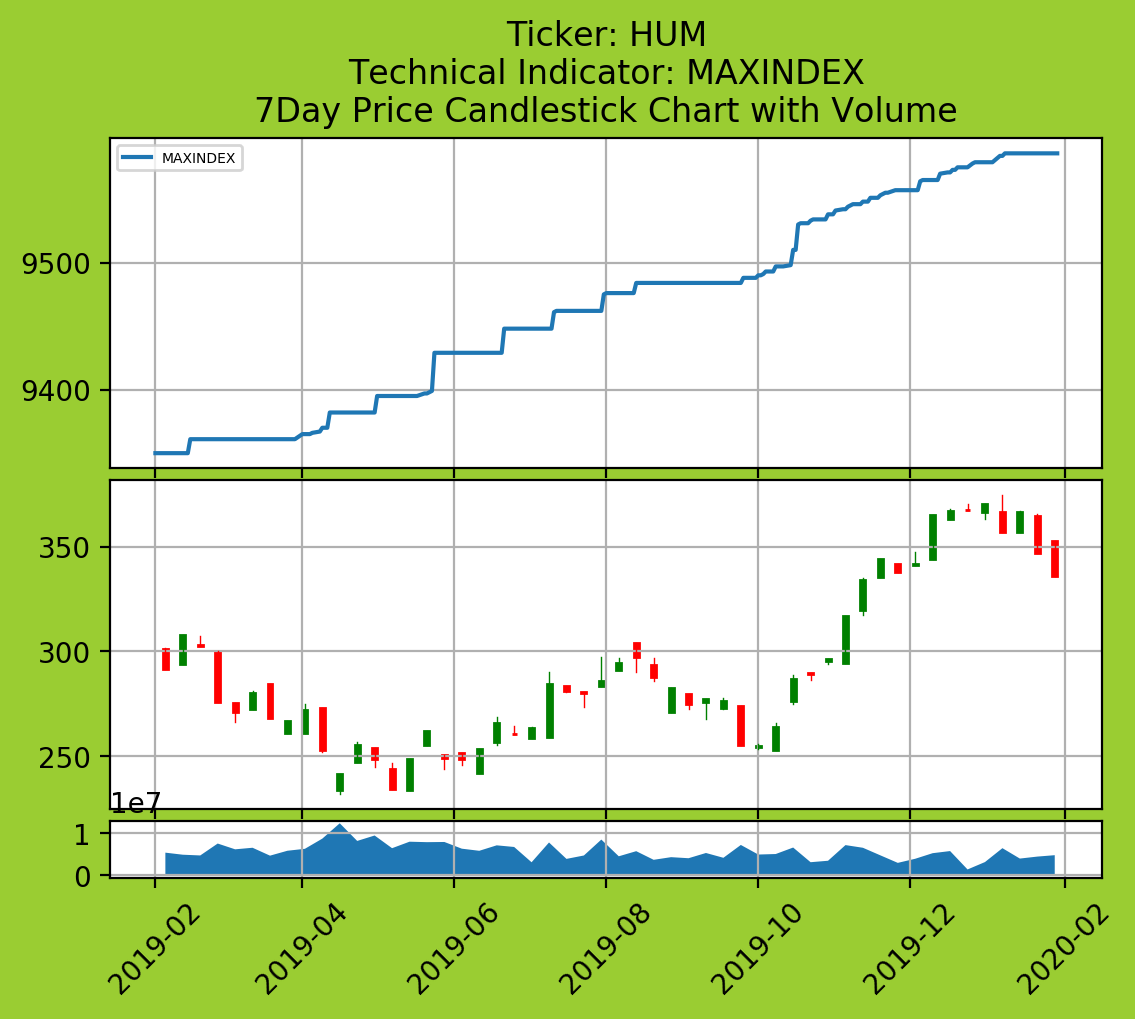 Ticker: HUM
Technical Indicator: MAXINDEX
7Day Price Candlestick Chart with Volume
MAXINDEX
9500
9400
350
300
250
1e7
1
0
2019-02
2019-04
2019-06
2019-08
2019-10
2019-12
2020-02